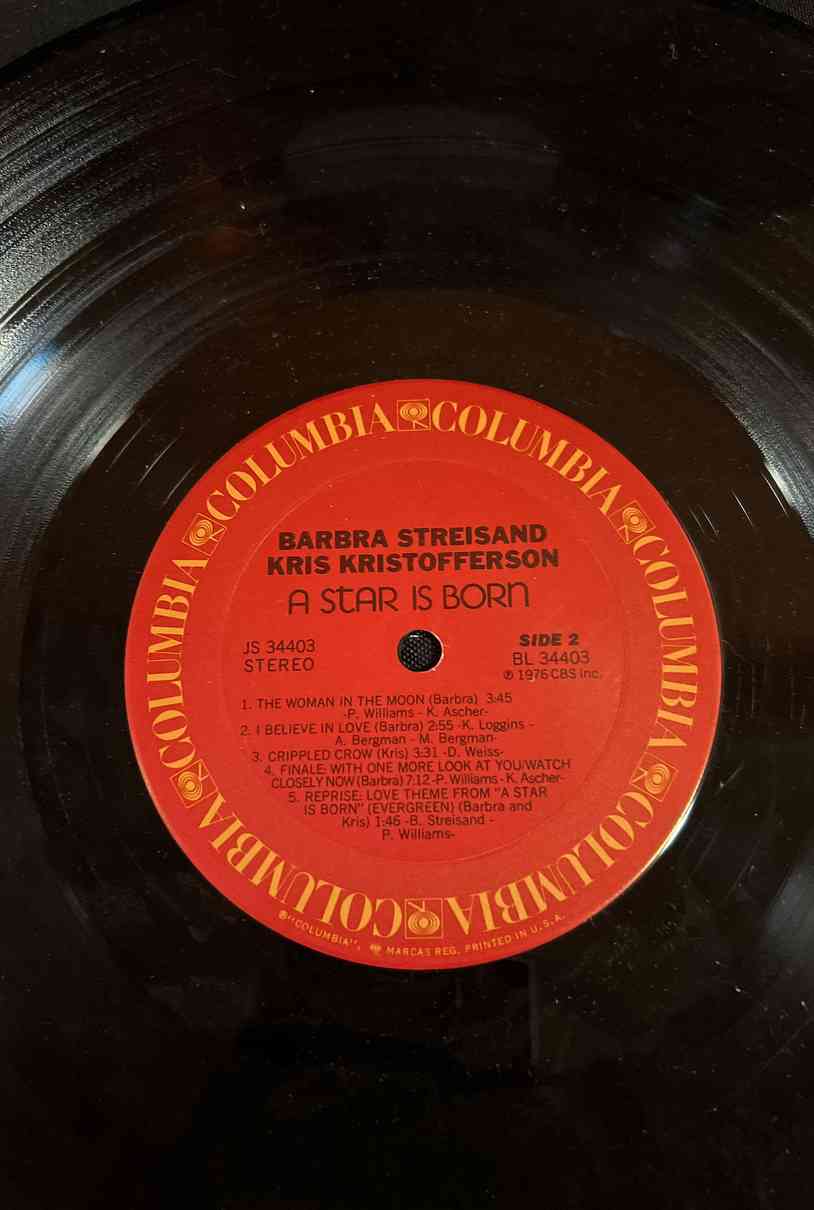 COLUMBIA COLUMBIA COLUMBIA COLUMBIA COLUMBIA COLUMBIA COLUMBIA
BARBRA STREISAND
KRIS KRISTOFFERSON
A STAR IS BORN
JS 34403
STEREO
SIDE 2
BL 34403
℗ 1976 CBS Inc.
1. THE WOMAN IN THE MOON (Barbra) 3:45
-P. Williams - K. Ascher-
2. I BELIEVE IN LOVE (Barbra) 2:55 -K. Loggins -
A. Bergman - M. Bergman-
3. CRIPPLED CROW (Kris) 3:31 -D. Weiss-
4. FINALE: WITH ONE MORE LOOK AT YOU/WATCH
CLOSELY NOW (Barbra) 7:12 -P. Williams - K. Ascher-
5. REPRISE: LOVE THEME FROM "A STAR
IS BORN" (EVERGREEN) (Barbra and
Kris) 1:46 -B. Streisand -
P. Williams-
®"COLUMBIA", MARCAS REG. PRINTED IN U.S.A.